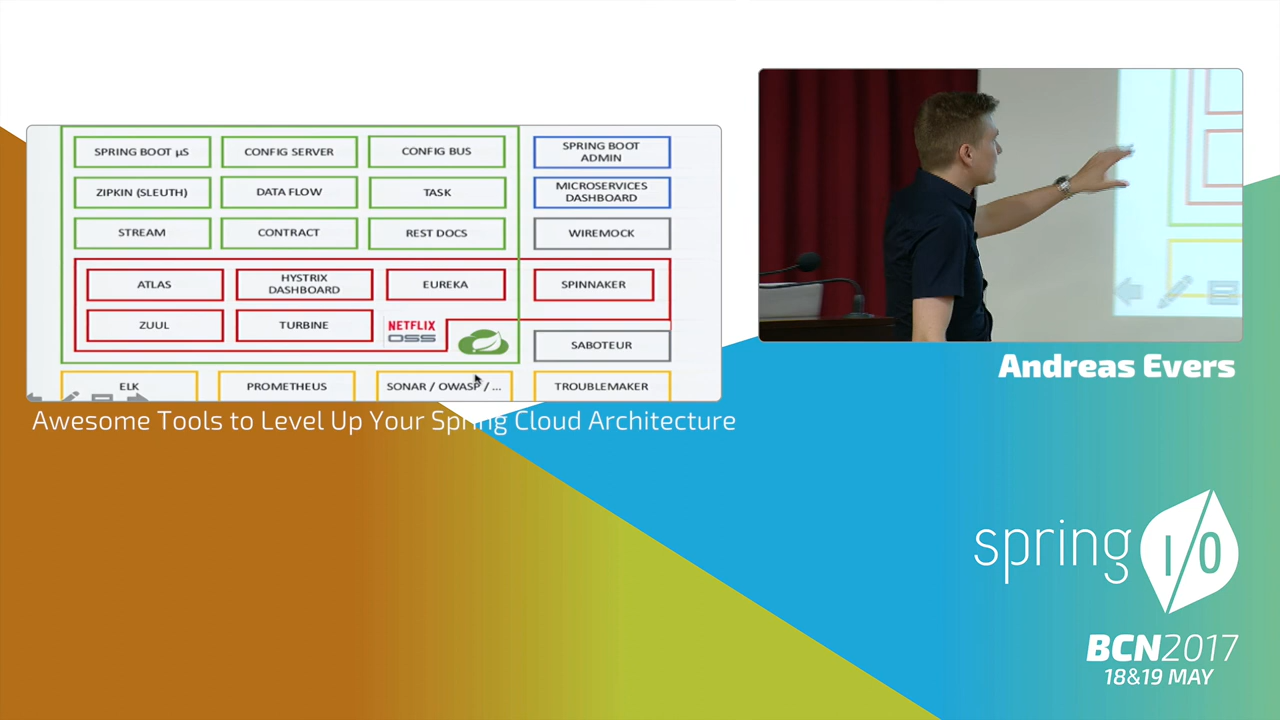 SPRING BOOT µS
CONFIG SERVER
CONFIG BUS
SPRING BOOT
ADMIN
ZIPKIN (SLEUTH)
DATA FLOW
TASK
MICROSERVICES
DASHBOARD
STREAM
CONTRACT
REST DOCS
WIREMOCK
ATLAS
HYSTRIX
DASHBOARD
EUREKA
SPINNAKER
ZUUL
TURBINE
NETFLIX
OSS
SABOTEUR
ELK
PROMETHEUS
SONAR / OWASP / ...
TROUBLEMAKER
Andreas Evers
Awesome Tools to Level Up Your Spring Cloud Architecture
spring I/O
BCN2017
18&19 MAY